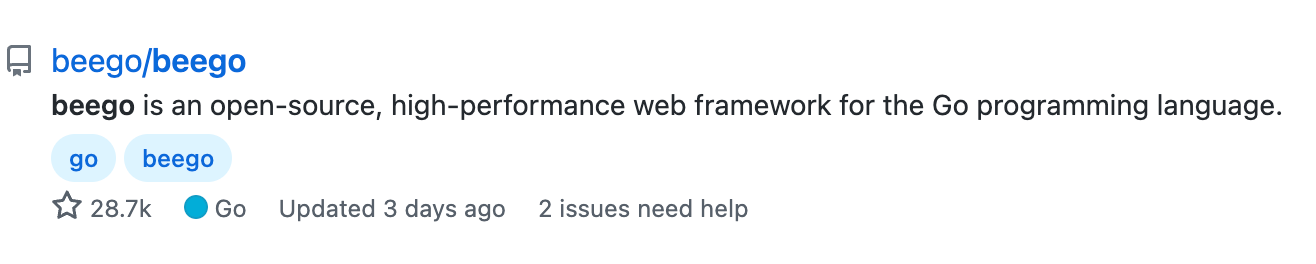 beego/beego
beego is an open-source, high-performance web framework for the Go programming language.
go beego
28.7k Go Updated 3 days ago 2 issues need help